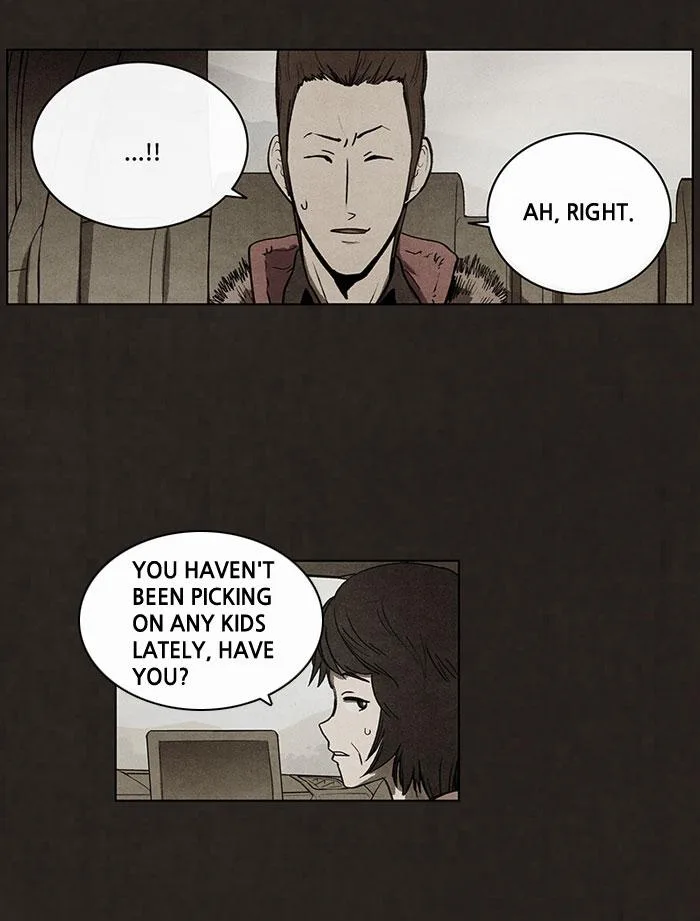 ...!!
AH, RIGHT.
YOU HAVEN'T
BEEN PICKING
ON ANY KIDS
LATELY, HAVE
YOU?